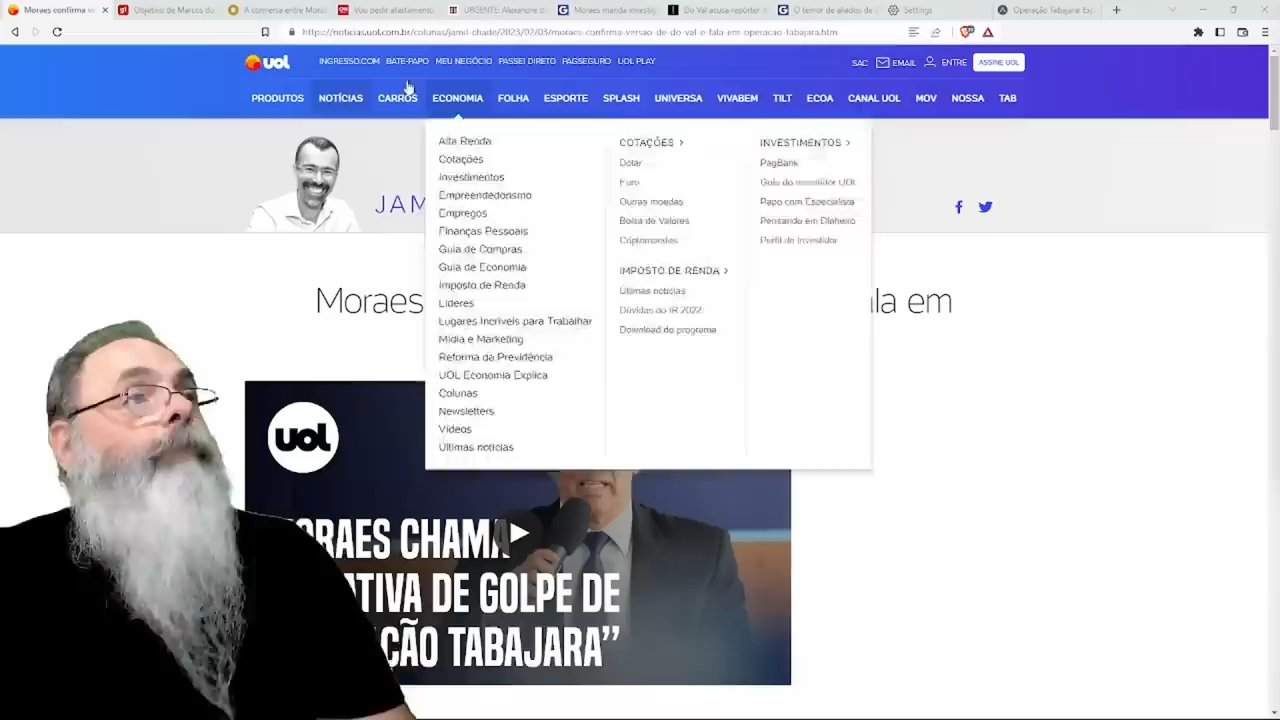 Moraes confirma ve
Objetivo de Marcos do
A conversa entre Mora
Vou pedir afastamento
URGENTE: Alexandre d
Moraes manda investig
Do Val acusa repórter
O temor de aliados de
Settings
Operação Tabajara: Ex
https://noticias.uol.com.br/colunas/jamil-chade/2023/02/03/moraes-confirma-versao-de-do-val-e-fala-em-operacao-tabajara.htm
uol
INGRESSO.COM BATE-PAPO MEU NEGÓCIO PASSEI DIRETO PAGSEGURO UOL PLAY
SAC EMAIL ENTRE ASSINE UOL
PRODUTOS NOTÍCIAS CARROS ECONOMIA FOLHA ESPORTE SPLASH UNIVERSA VIVABEM TILT ECOA CANAL UOL MOV NOSSA TAB
JAM
Alta Renda
Cotações
Investimentos
Empreendedorismo
Empregos
Finanças Pessoais
Guia de Compras
Guia de Economia
Imposto de Renda
Líderes
Lugares Incríveis para Trabalhar
Mídia e Marketing
Reforma da Previdência
UOL Economia Explica
Colunas
Newsletters
Vídeos
Últimas notícias
COTAÇÕES >
Dólar
Euro
Outras moedas
Bolsa de Valores
Criptomoedas
IMPOSTO DE RENDA >
Últimas notícias
Dúvidas do IR 2022
Download do programa
INVESTIMENTOS >
PagBank
Guia do investidor UOL
Papo com Especialista
Pensando em Dinheiro
Perfil de Investidor
Moraes
ala em
uol
ORAES CHAMA
ATIVA DE GOLPE DE
ÇÃO TABAJARA”